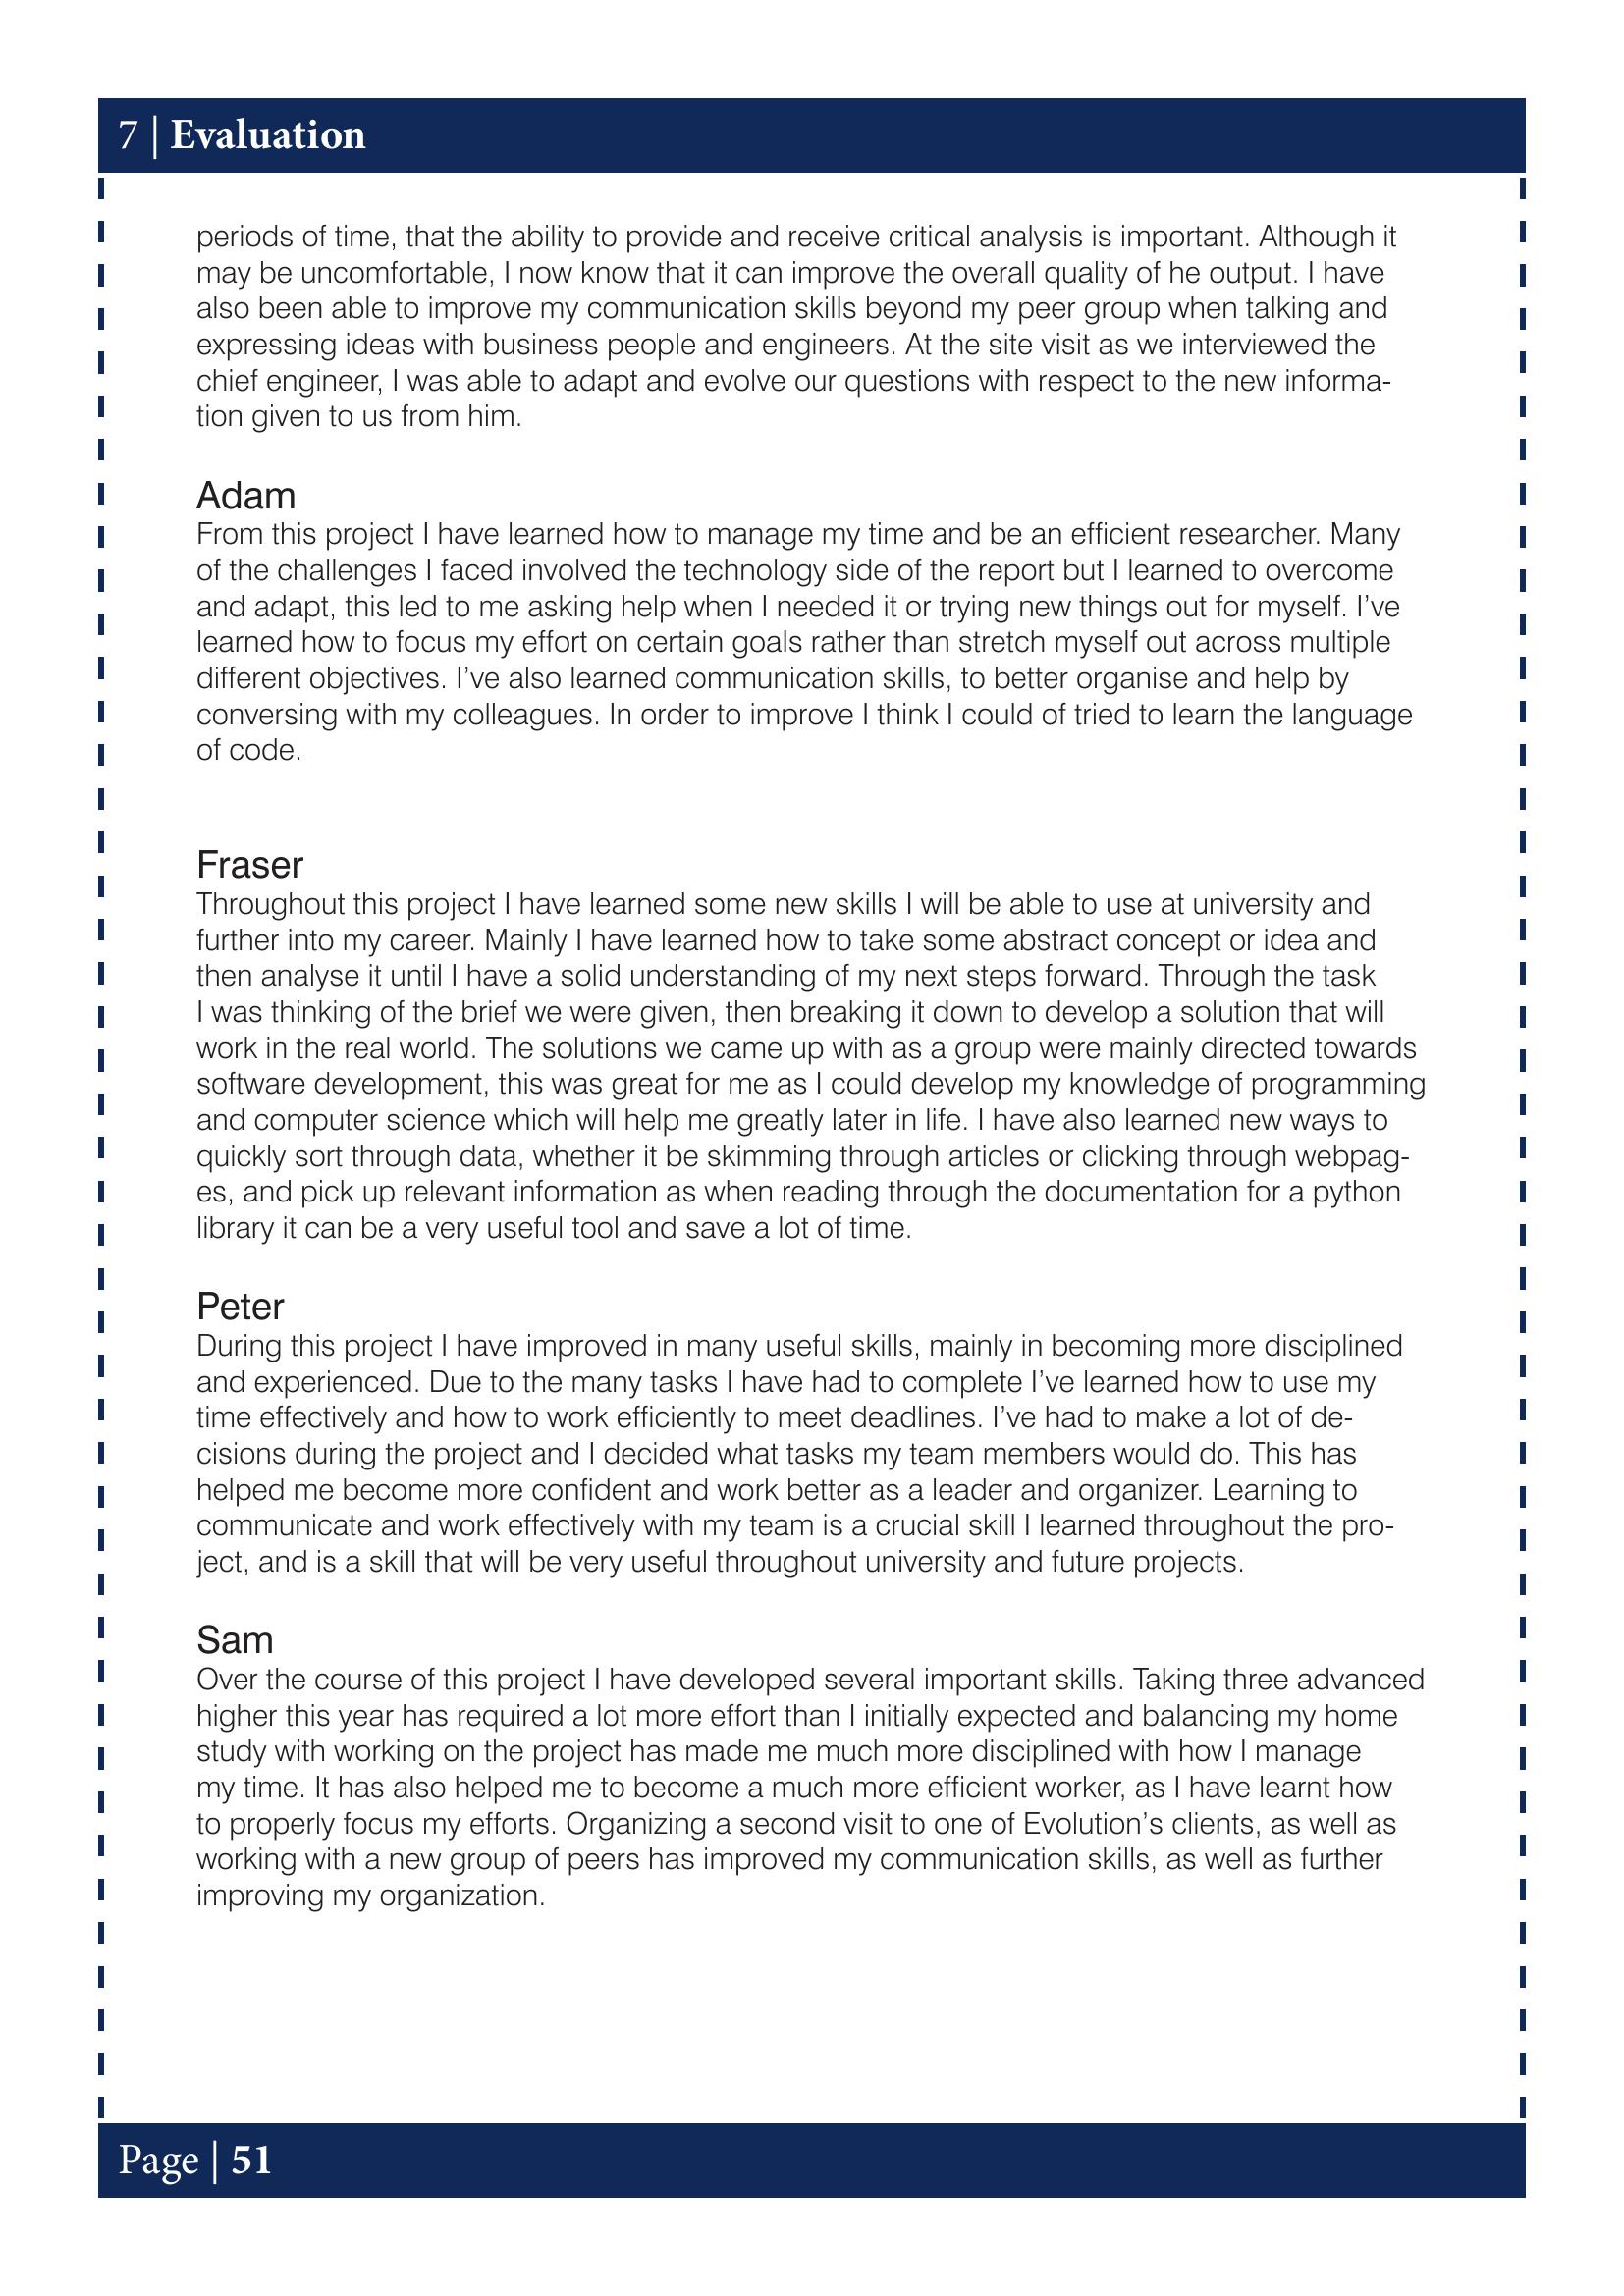 7 | Evaluation
periods of time, that the ability to provide and receive critical analysis is important. Although it
may be uncomfortable, I now know that it can improve the overall quality of he output. I have
also been able to improve my communication skills beyond my peer group when talking and
expressing ideas with business people and engineers. At the site visit as we interviewed the
chief engineer, I was able to adapt and evolve our questions with respect to the new informa-
tion given to us from him.
Adam
From this project I have learned how to manage my time and be an efficient researcher. Many
of the challenges I faced involved the technology side of the report but I learned to overcome
and adapt, this led to me asking help when I needed it or trying new things out for myself. I’ve
learned how to focus my effort on certain goals rather than stretch myself out across multiple
different objectives. I’ve also learned communication skills, to better organise and help by
conversing with my colleagues. In order to improve I think I could of tried to learn the language
of code.
Fraser
Throughout this project I have learned some new skills I will be able to use at university and
further into my career. Mainly I have learned how to take some abstract concept or idea and
then analyse it until I have a solid understanding of my next steps forward. Through the task
I was thinking of the brief we were given, then breaking it down to develop a solution that will
work in the real world. The solutions we came up with as a group were mainly directed towards
software development, this was great for me as I could develop my knowledge of programming
and computer science which will help me greatly later in life. I have also learned new ways to
quickly sort through data, whether it be skimming through articles or clicking through webpag-
es, and pick up relevant information as when reading through the documentation for a python
library it can be a very useful tool and save a lot of time.
Peter
During this project I have improved in many useful skills, mainly in becoming more disciplined
and experienced. Due to the many tasks I have had to complete I’ve learned how to use my
time effectively and how to work efficiently to meet deadlines. I’ve had to make a lot of de-
cisions during the project and I decided what tasks my team members would do. This has
helped me become more confident and work better as a leader and organizer. Learning to
communicate and work effectively with my team is a crucial skill I learned throughout the pro-
ject, and is a skill that will be very useful throughout university and future projects.
Sam
Over the course of this project I have developed several important skills. Taking three advanced
higher this year has required a lot more effort than I initially expected and balancing my home
study with working on the project has made me much more disciplined with how I manage
my time. It has also helped me to become a much more efficient worker, as I have learnt how
to properly focus my efforts. Organizing a second visit to one of Evolution’s clients, as well as
working with a new group of peers has improved my communication skills, as well as further
improving my organization.
Page | 51